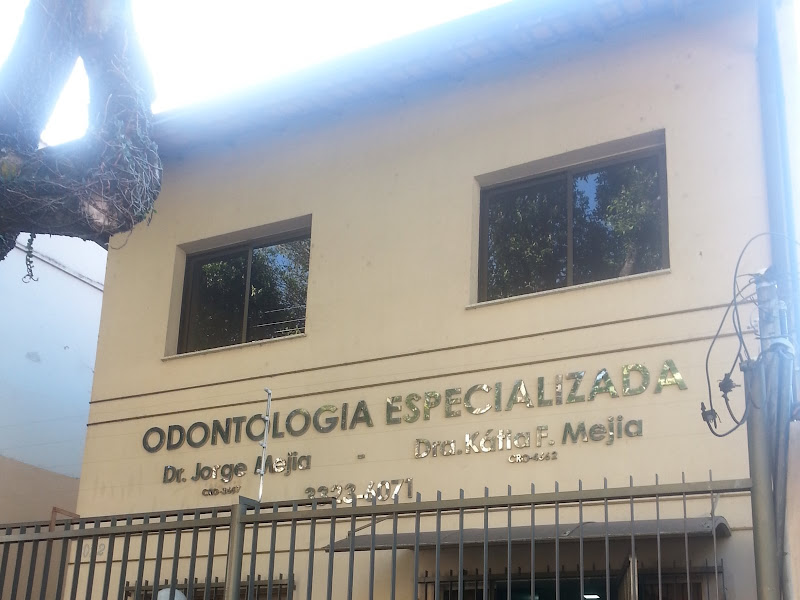 ODONTOLOGIA ESPECIALIZADA
Dr. Jorge Mejia - Dra. Kátia F. Mejia